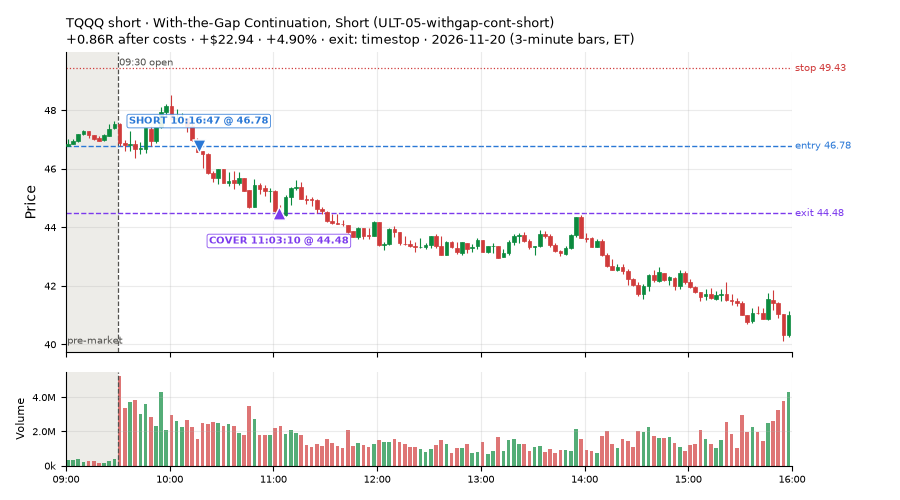 TQQQ short · With-the-Gap Continuation, Short (ULT-05-withgap-cont-short)
+0.86R after costs · +$22.94 · +4.90% · exit: timestop · 2026-11-20 (3-minute bars, ET)
09:30 open
stop 49.43
48
SHORT 10:16:47 @ 46.78
entry 46.78
46
Price
exit 44.48
44
COVER 11:03:10 @ 44.48
42
40
pre-market
4.0M
2.0M
0k
Volume
09:00
10:00
11:00
12:00
13:00
14:00
15:00
16:00